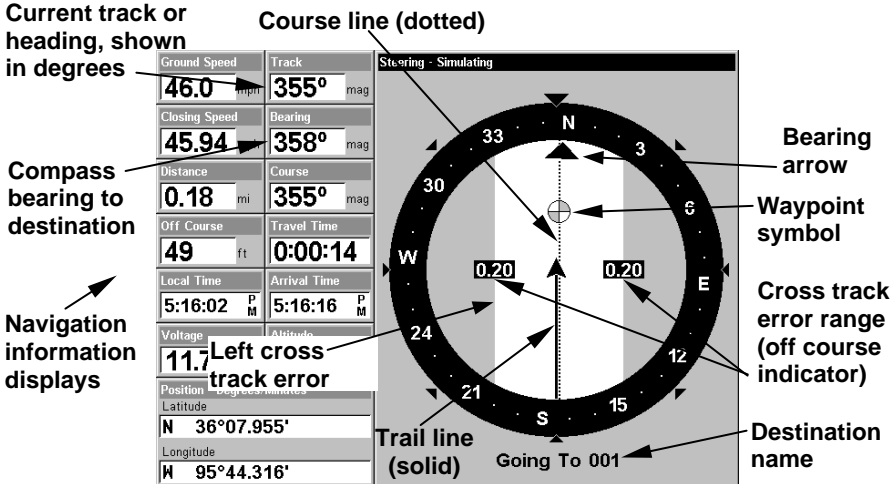 Current track or
heading, shown
in degrees
Course line (dotted)
Ground Speed
46.0
mph
Track
355º
mag
Steering - Simulating
Closing Speed
45.94
Bearing
358º
mag
Compass
bearing to
destination
Distance
0.18
mi
Course
355º
mag
Off Course
49
ft
Travel Time
0:00:14
Local Time
5:16:02 PM
Arrival Time
5:16:16 PM
Navigation
information
displays
Voltage
11.7
Altitude
Left cross
track error
Position - Degrees/Minutes
Latitude
N 36°07.955'
Longitude
W 95°44.316'
N
33
3
30
6
W
E
0.20
0.20
24
12
21
15
S
Trail line
(solid)
Going To 001
Bearing
arrow
Waypoint
symbol
Cross track
error range
(off course
indicator)
Destination
name